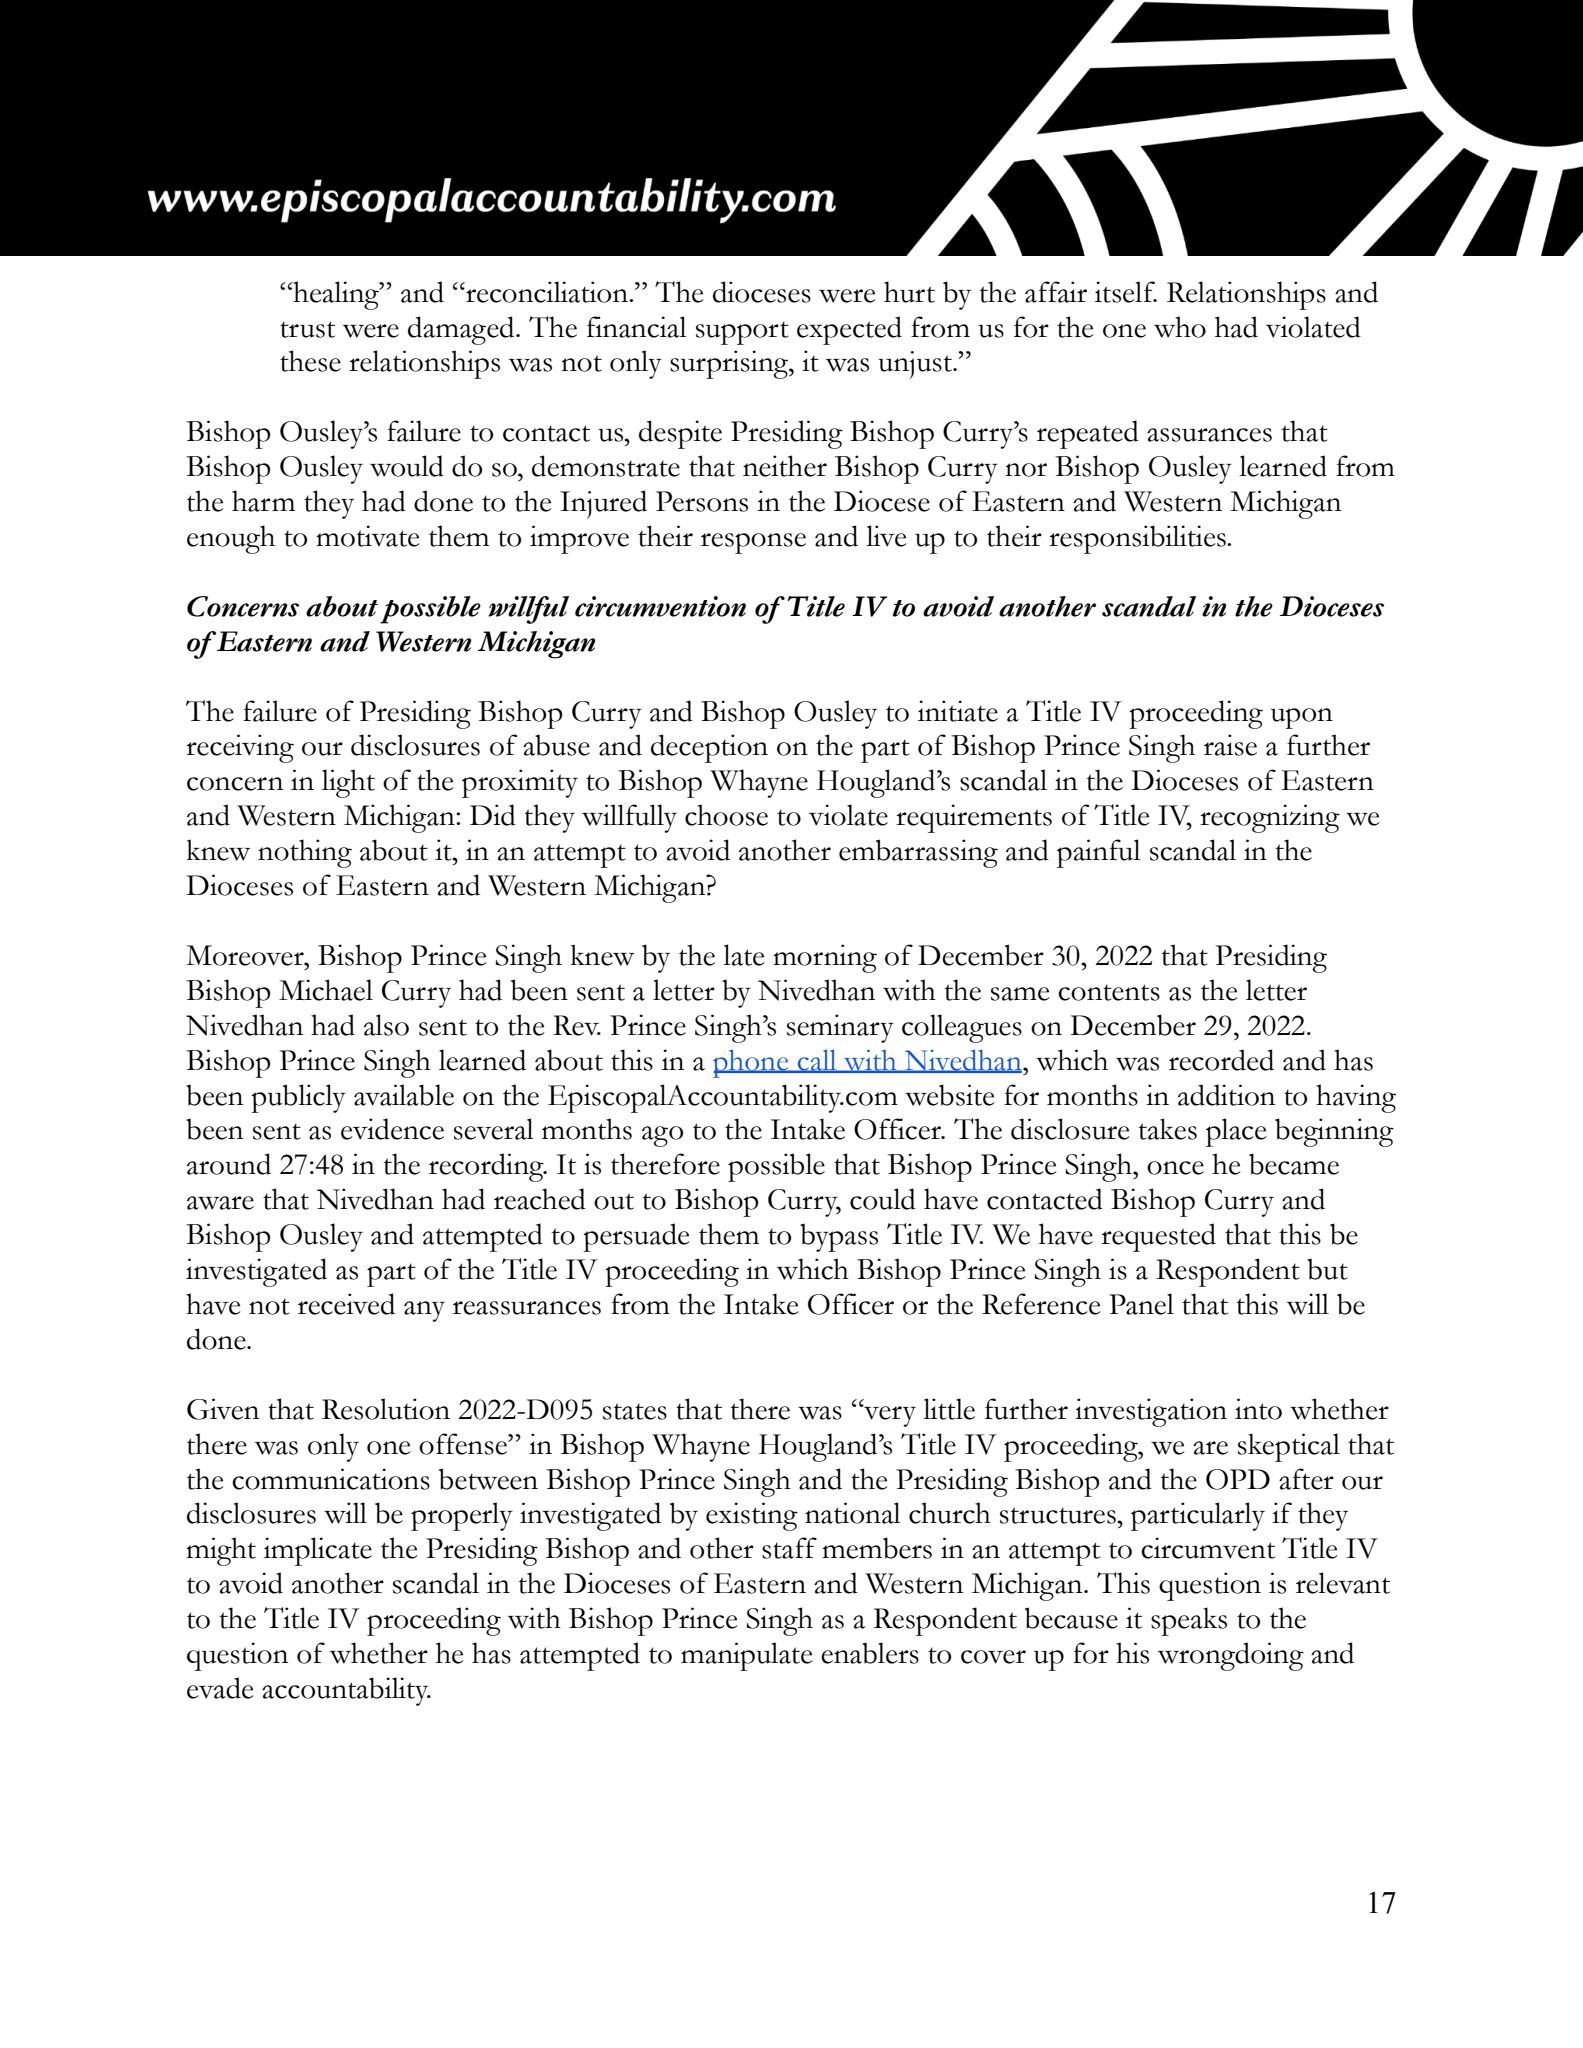 www.episcopalaccountability.com
“healing” and “reconciliation.” The dioceses were hurt by the affair itself. Relationships and
trust were damaged. The financial support expected from us for the one who had violated
these relationships was not only surprising, it was unjust.”
Bishop Ousley’s failure to contact us, despite Presiding Bishop Curry’s repeated assurances that
Bishop Ousley would do so, demonstrate that neither Bishop Curry nor Bishop Ousley learned from
the harm they had done to the Injured Persons in the Diocese of Eastern and Western Michigan
enough to motivate them to improve their response and live up to their responsibilities.
Concerns about possible willful circumvention of Title IV to avoid another scandal in the Dioceses
of Eastern and Western Michigan
The failure of Presiding Bishop Curry and Bishop Ousley to initiate a Title IV proceeding upon
receiving our disclosures of abuse and deception on the part of Bishop Prince Singh raise a further
concern in light of the proximity to Bishop Whayne Hougland’s scandal in the Dioceses of Eastern
and Western Michigan: Did they willfully choose to violate requirements of Title IV, recognizing we
knew nothing about it, in an attempt to avoid another embarrassing and painful scandal in the
Dioceses of Eastern and Western Michigan?
Moreover, Bishop Prince Singh knew by the late morning of December 30, 2022 that Presiding
Bishop Michael Curry had been sent a letter by Nivedhan with the same contents as the letter
Nivedhan had also sent to the Rev. Prince Singh’s seminary colleagues on December 29, 2022.
Bishop Prince Singh learned about this in a phone call with Nivedhan, which was recorded and has
been publicly available on the EpiscopalAccountability.com website for months in addition to having
been sent as evidence several months ago to the Intake Officer. The disclosure takes place beginning
around 27:48 in the recording. It is therefore possible that Bishop Prince Singh, once he became
aware that Nivedhan had reached out to Bishop Curry, could have contacted Bishop Curry and
Bishop Ousley and attempted to persuade them to bypass Title IV. We have requested that this be
investigated as part of the Title IV proceeding in which Bishop Prince Singh is a Respondent but
have not received any reassurances from the Intake Officer or the Reference Panel that this will be
done.
Given that Resolution 2022-D095 states that there was “very little further investigation into whether
there was only one offense” in Bishop Whayne Hougland’s Title IV proceeding, we are skeptical that
the communications between Bishop Prince Singh and the Presiding Bishop and the OPD after our
disclosures will be properly investigated by existing national church structures, particularly if they
might implicate the Presiding Bishop and other staff members in an attempt to circumvent Title IV
to avoid another scandal in the Dioceses of Eastern and Western Michigan. This question is relevant
to the Title IV proceeding with Bishop Prince Singh as a Respondent because it speaks to the
question of whether he has attempted to manipulate enablers to cover up for his wrongdoing and
evade accountability.
17